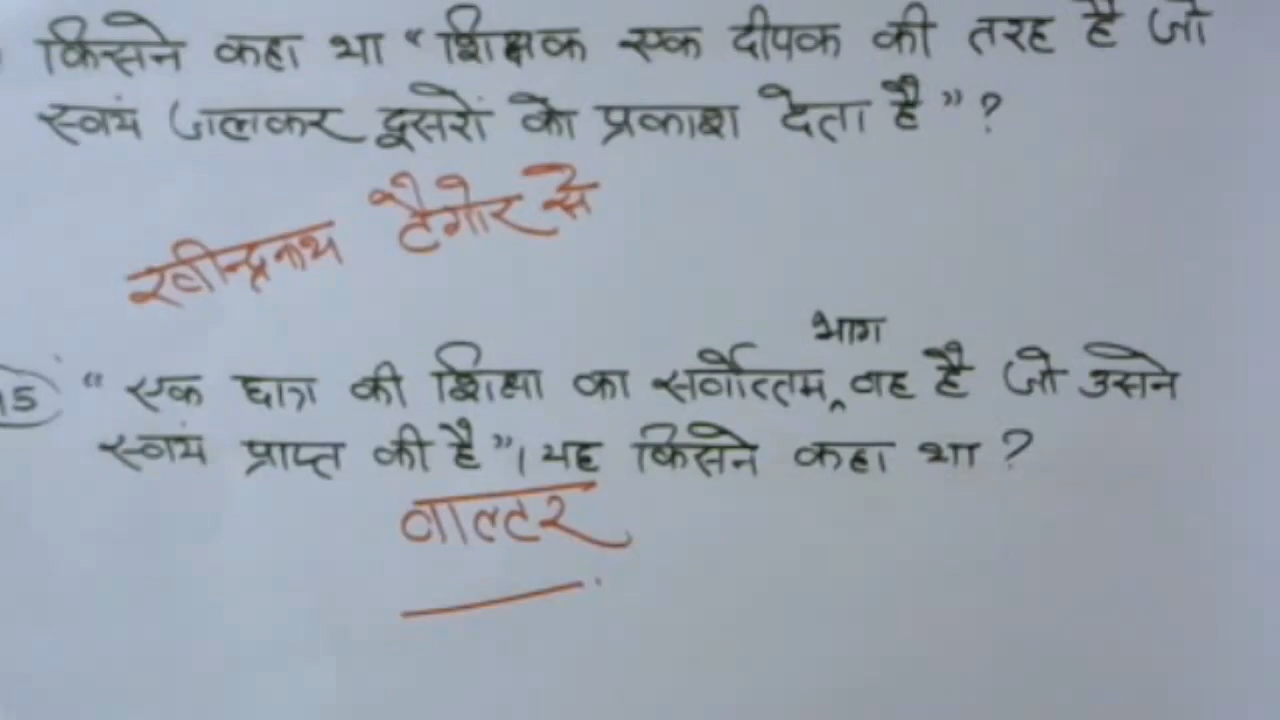 किसने कहा था "शिक्षक एक दीपक की तरह है जो
स्वयं जलकर दूसरों को प्रकाश देता है" ?
रवीन्द्रनाथ टैगोर ने
भाग
15 "एक छात्र की शिक्षा का सर्वोत्तम‸ वह है जो उसने
स्वयं प्राप्त की है"। यह किसने कहा था ?
वाल्टर